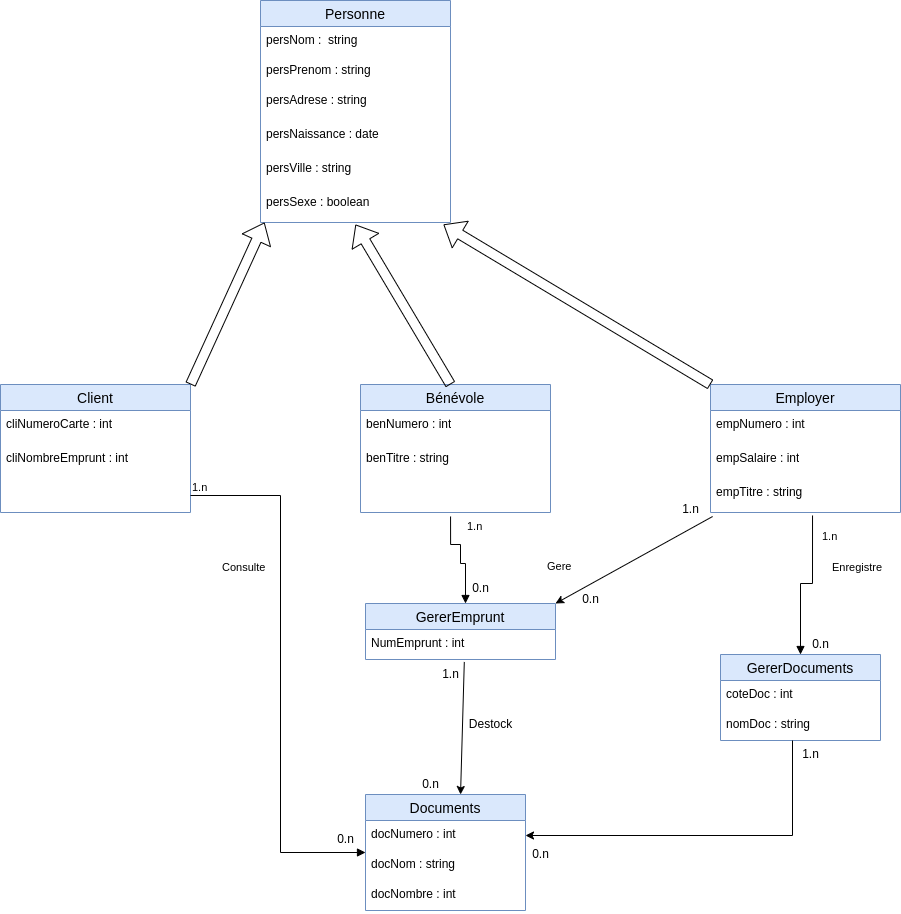 Personne
persNom :  string
persPrenom : string
persAdrese : string
persNaissance : date
persVille : string
persSexe : boolean
Client
cliNumeroCarte : int
cliNombreEmprunt : int
Bénévole
benNumero : int
benTitre : string
Employer
empNumero : int
empSalaire : int
empTitre : string
1.n
1.n
1.n
1.n
Consulte
Gere
Enregistre
0.n
0.n
0.n
GererEmprunt
NumEmprunt : int
GererDocuments
coteDoc : int
nomDoc : string
1.n
Destock
1.n
0.n
0.n
0.n
Documents
docNumero : int
docNom : string
docNombre : int